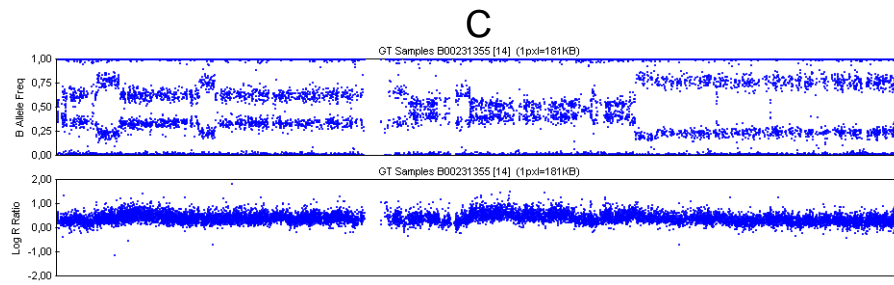 C
GT Samples B00231355 [14] (1pxl=181KB)
B Allele Freq
1,00
0,75
0,50
0,25
0,00
GT Samples B00231355 [14] (1pxl=181KB)
Log R Ratio
2,00
1,00
0,00
-1,00
-2,00